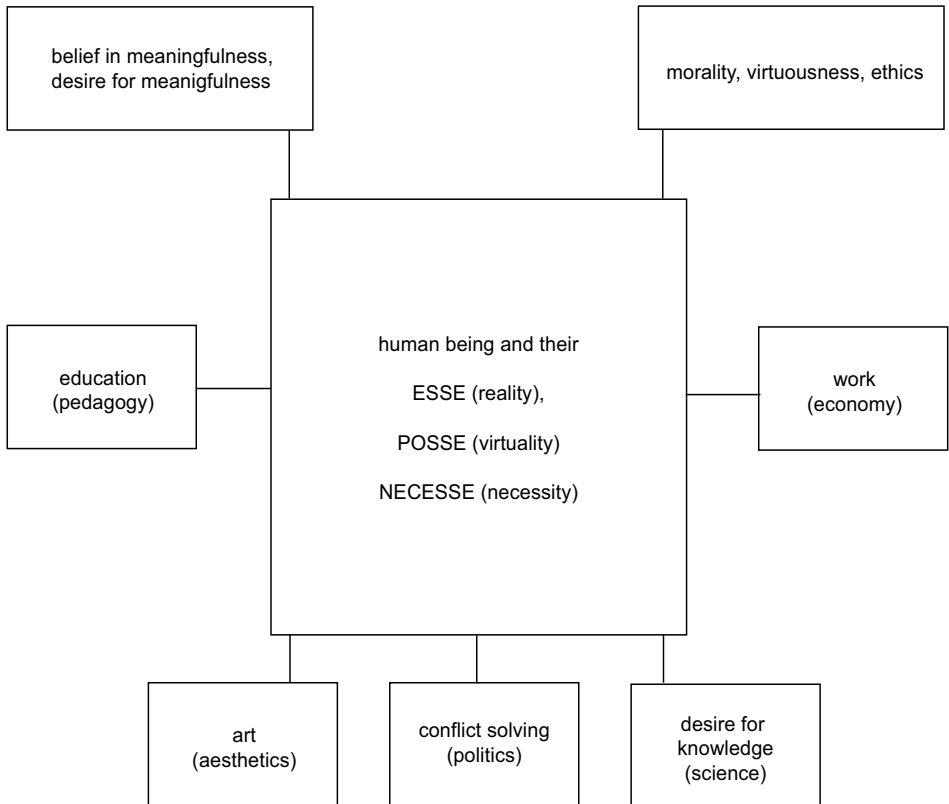 belief in meaningfulness,
desire for meanigfulness
morality, virtuousness, ethics
human being and their
ESSE (reality),
POSSE (virtuality)
NECESSE (necessity)
education
(pedagogy)
work
(economy)
art
(aesthetics)
conflict solving
(politics)
desire for
knowledge
(science)